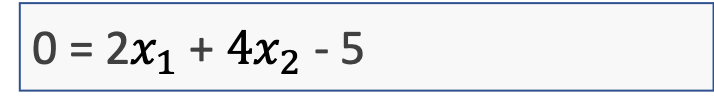 0 = 2x₁ + 4x₂ - 5